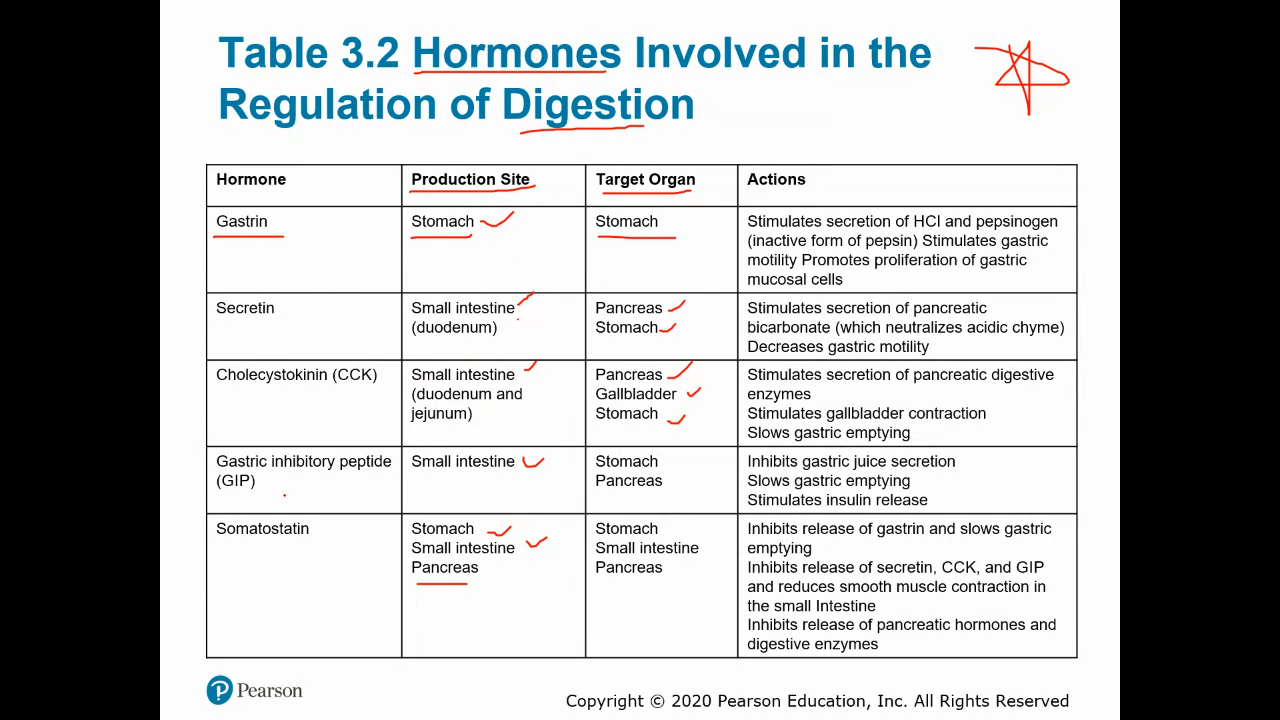 Table 3.2 Hormones Involved in the
Regulation of Digestion
Hormone
Production Site
Target Organ
Actions
Gastrin
Stomach
Stomach
Stimulates secretion of HCl and pepsinogen
(inactive form of pepsin) Stimulates gastric
motility Promotes proliferation of gastric
mucosal cells
Secretin
Small intestine
(duodenum)
Pancreas
Stomach
Stimulates secretion of pancreatic
bicarbonate (which neutralizes acidic chyme)
Decreases gastric motility
Cholecystokinin (CCK)
Small intestine
(duodenum and
jejunum)
Pancreas
Gallbladder
Stomach
Stimulates secretion of pancreatic digestive
enzymes
Stimulates gallbladder contraction
Slows gastric emptying
Gastric inhibitory peptide
(GIP)
Small intestine
Stomach
Pancreas
Inhibits gastric juice secretion
Slows gastric emptying
Stimulates insulin release
Somatostatin
Stomach
Small intestine
Pancreas
Stomach
Small intestine
Pancreas
Inhibits release of gastrin and slows gastric
emptying
Inhibits release of secretin, CCK, and GIP
and reduces smooth muscle contraction in
the small Intestine
Inhibits release of pancreatic hormones and
digestive enzymes
Pearson
Copyright © 2020 Pearson Education, Inc. All Rights Reserved